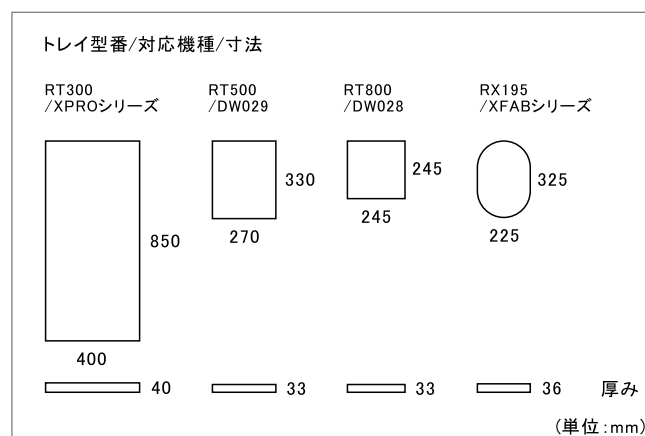 トレイ型番/対応機種/寸法
RT300
/XPROシリーズ
RT500
/DW029
RT800
/DW028
RX195
/XFABシリーズ
850
400
330
270
245
245
325
225
40
33
33
36
厚み
(単位:mm)